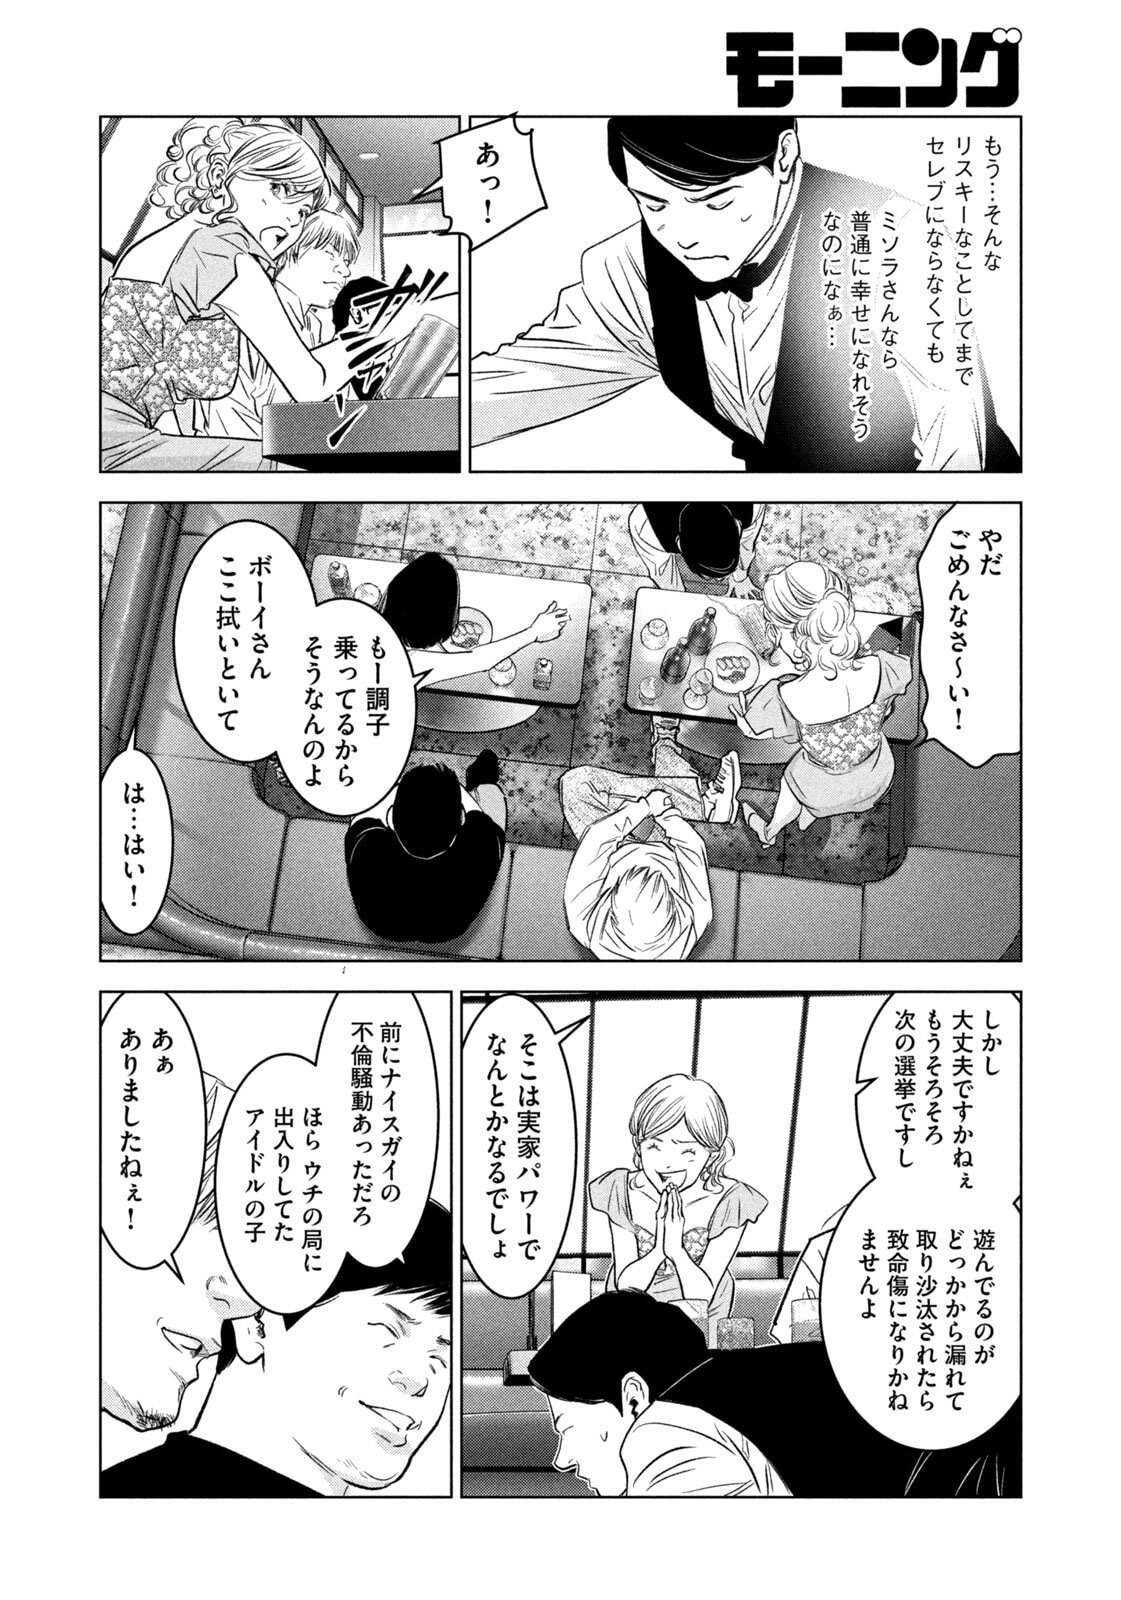 モーニング
もう…そんな
リスキーなことしてまで
セレブにならなくても
ミソラさんなら
普通に幸せになれそう
なのになぁ…
あっ！
ガシャン
やだ
ごめんなさ〜い！
もー調子
乗ってるから
そうなんのよ
ボーイさん
ここ拭いといて
は…はい！
しかし
大丈夫ですかねぇ
もうそろそろ
次の選挙ですし
遊んでるのが
どっかから漏れて
取り沙汰されたら
致命傷になりかね
ませんよ
そこは実家パワーで
なんとかなるでしょ
前にナイスガイの
不倫騒動あっただろ
ほら ウチの局に
出入りしてた
アイドルの子
あぁ
ありましたねぇ！